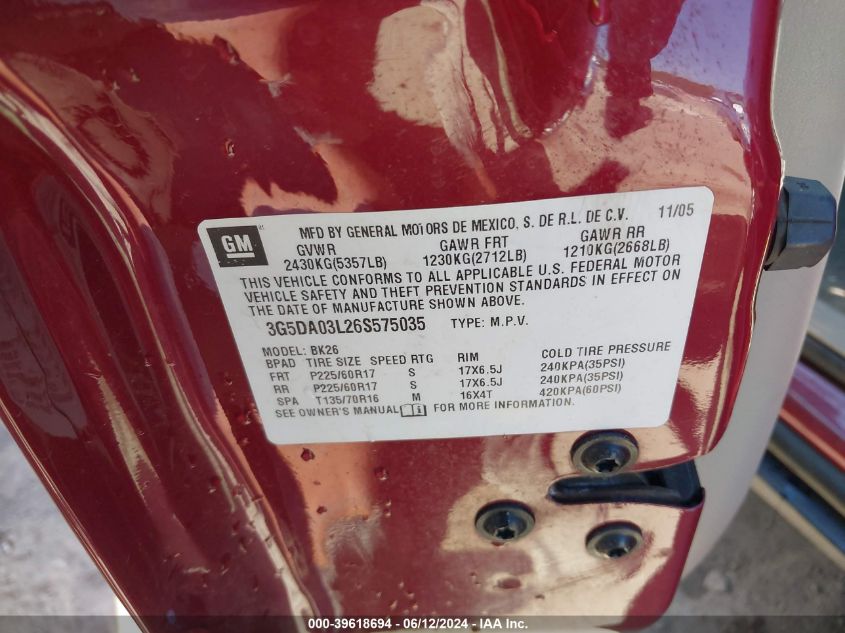 GM
MFD BY GENERAL MOTORS DE MEXICO, S. DE R.L. DE C.V. 11/05
GVWR GAWR FRT GAWR RR
2430KG(5357LB) 1230KG(2712LB) 1210KG(2668LB)
THIS VEHICLE CONFORMS TO ALL APPLICABLE U.S. FEDERAL MOTOR
VEHICLE SAFETY AND THEFT PREVENTION STANDARDS IN EFFECT ON
THE DATE OF MANUFACTURE SHOWN ABOVE.
3G5DA03L26S575035 TYPE: M.P.V.
MODEL: BK26
BPAD TIRE SIZE SPEED RTG RIM COLD TIRE PRESSURE
FRT P225/60R17 S 17X6.5J 240KPA(35PSI)
RR P225/60R17 S 17X6.5J 240KPA(35PSI)
SPA T135/70R16 M 16X4T 420KPA(60PSI)
SEE OWNER'S MANUAL FOR MORE INFORMATION.
000-39618694 - 06/12/2024 - IAA Inc.